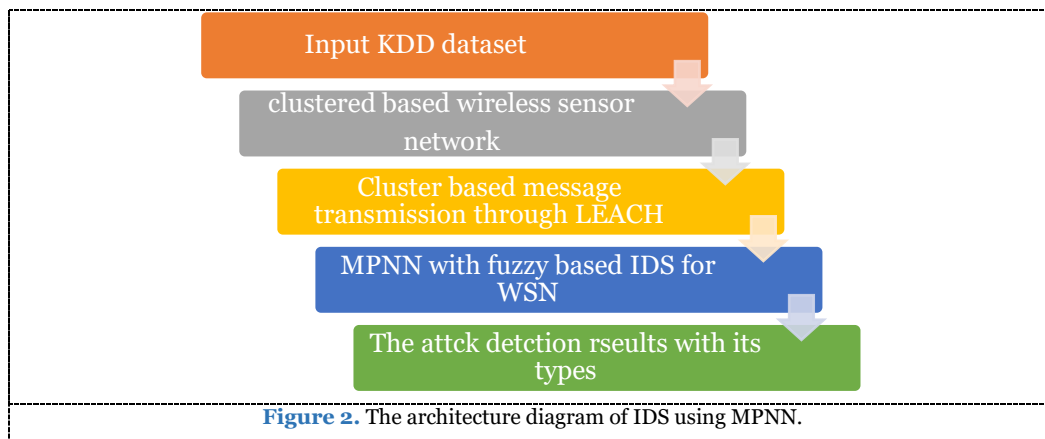 Input KDD dataset
clustered based wireless sensor
network
Cluster based message
transmission through LEACH
MPNN with fuzzy based IDS for
WSN
The attck detction rseults with its
types
Figure 2. The architecture diagram of IDS using MPNN.